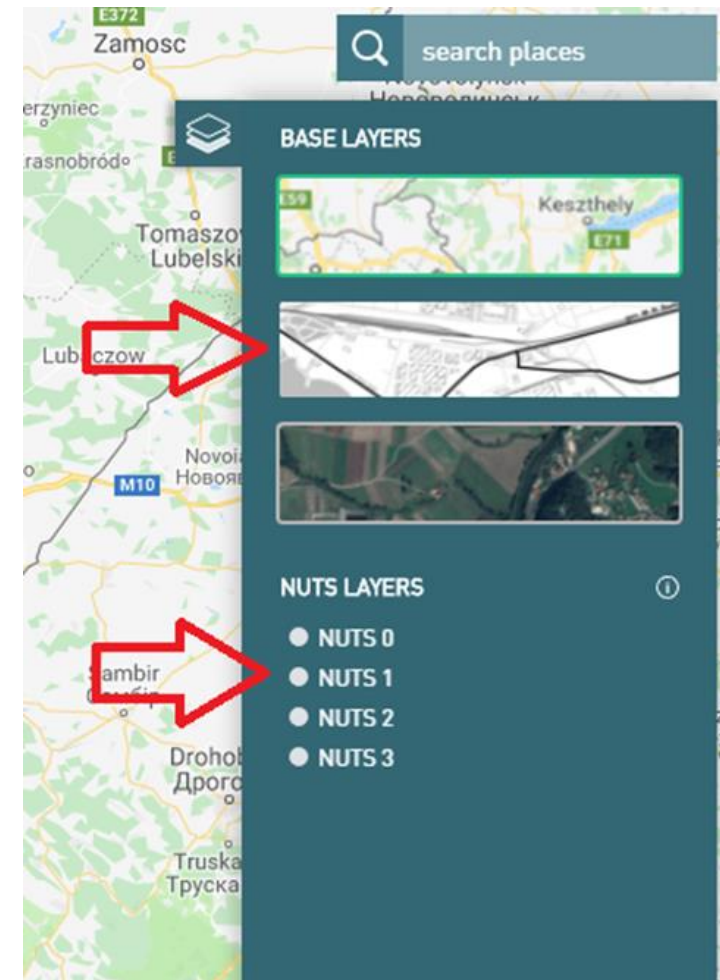 E372
Zamosc
search places
erzyniec
rasnobród
BASE LAYERS
E59
Keszthely
E71
Tomaszo
Lubelski
Lub
czow
Novoi
M10
NUTS LAYERS
NUTS 0
NUTS 1
ambir
NUTS 2
NUTS 3
Drohob
Дрого
Truska
Труска